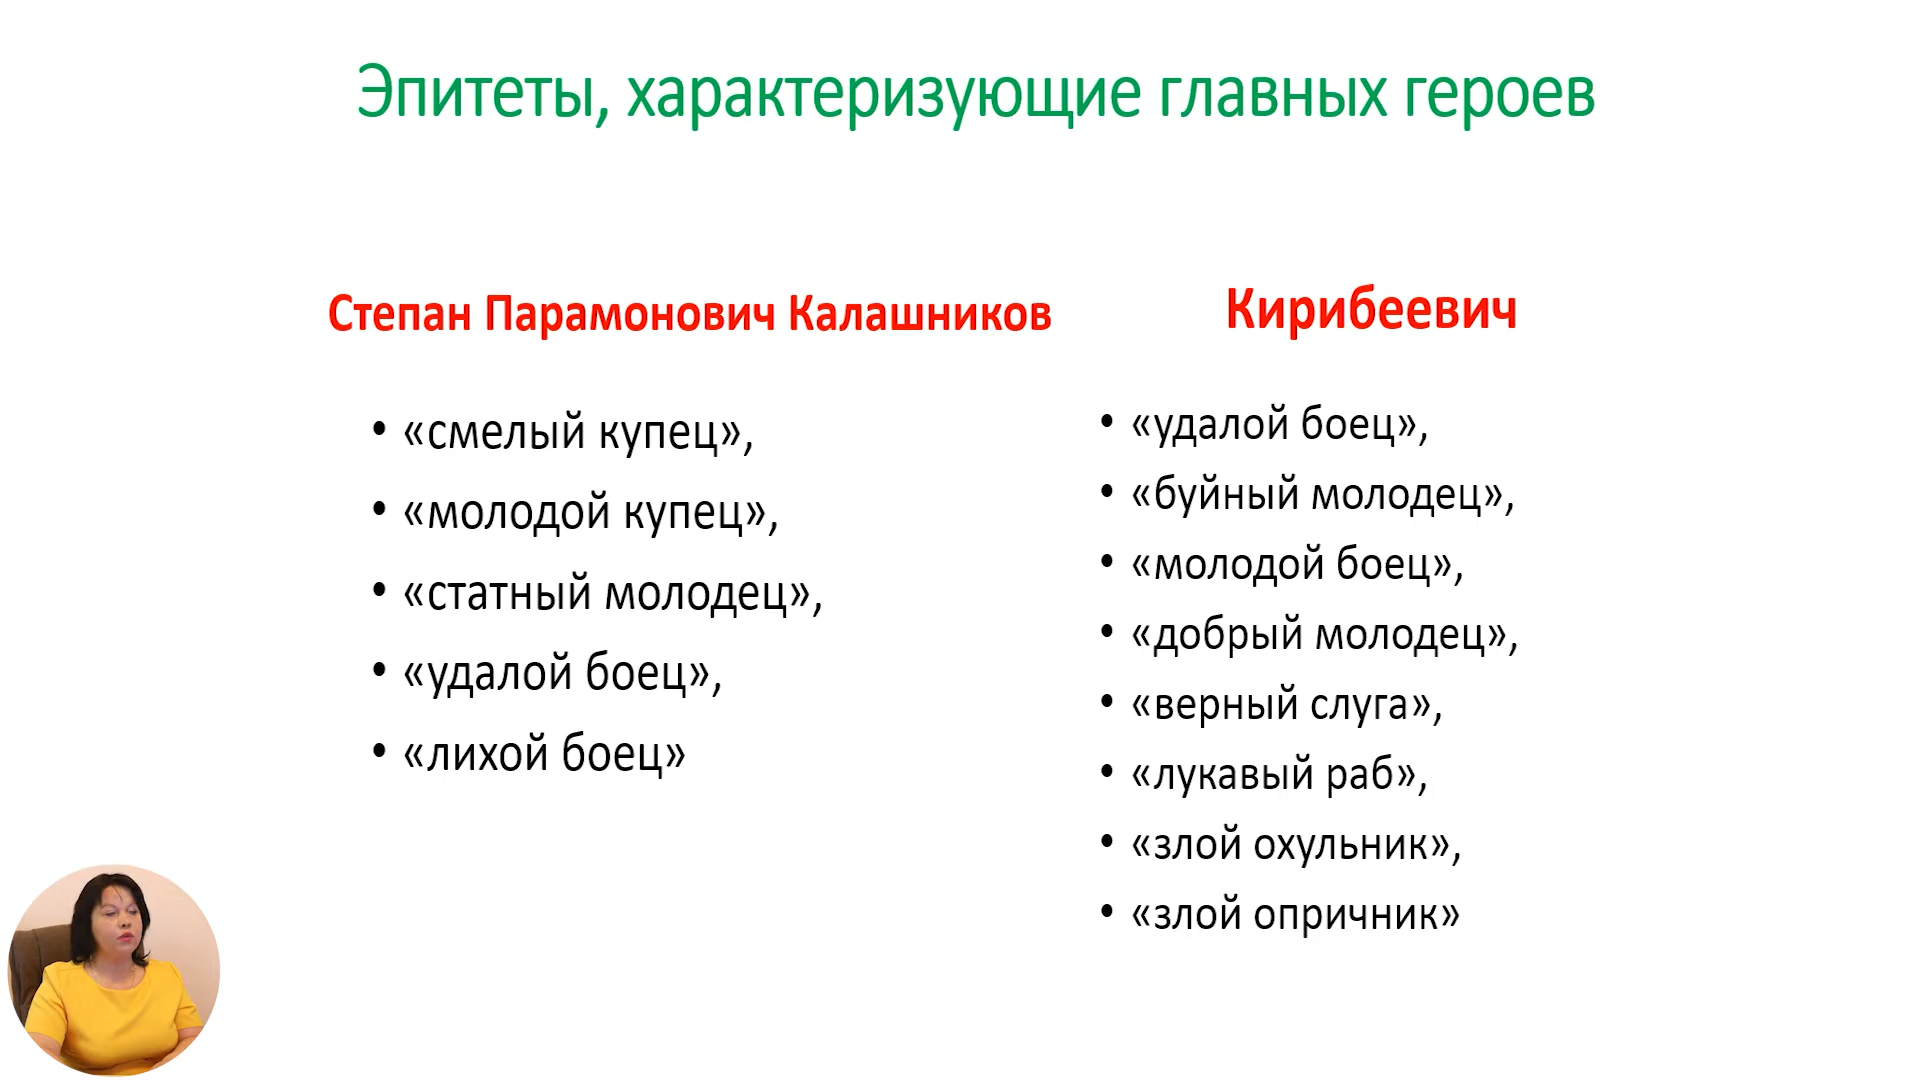 Эпитеты, характеризующие главных героев
Степан Парамонович Калашников
• «смелый купец»,
• «молодой купец»,
• «статный молодец»,
• «удалой боец»,
• «лихой боец»
Кирибеевич
• «удалой боец»,
• «буйный молодец»,
• «молодой боец»,
• «добрый молодец»,
• «верный слуга»,
• «лукавый раб»,
• «злой охульник»,
• «злой опричник»